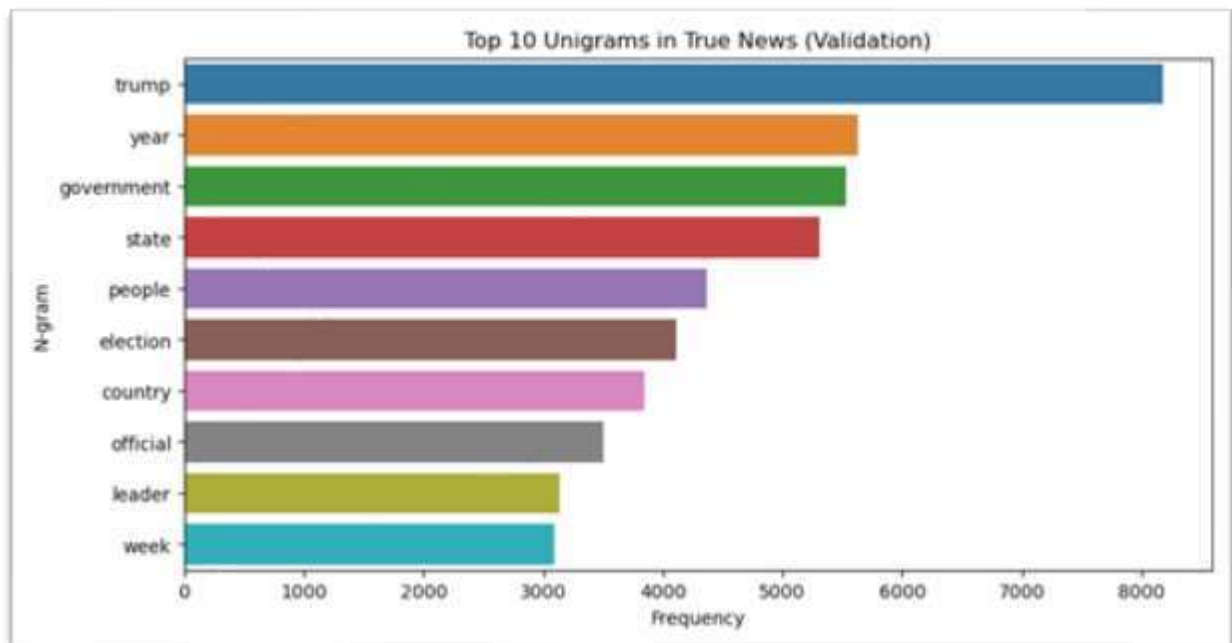 Top 10 Unigrams in True News (Validation)
trump
year
government
state
people
election
country
official
leader
week
N-gram
0 1000 2000 3000 4000 5000 6000 7000 8000
Frequency